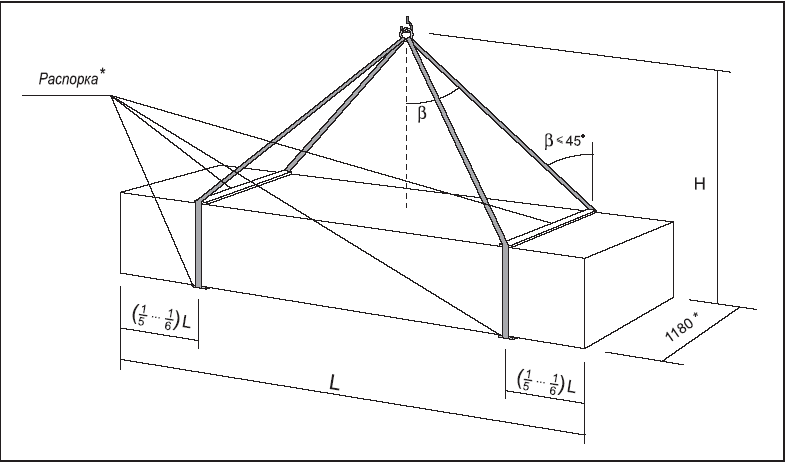 Распорка*
β
β < 45°
H
(1/5 ... 1/6)L
1180 *
L
(1/5 ... 1/6)L